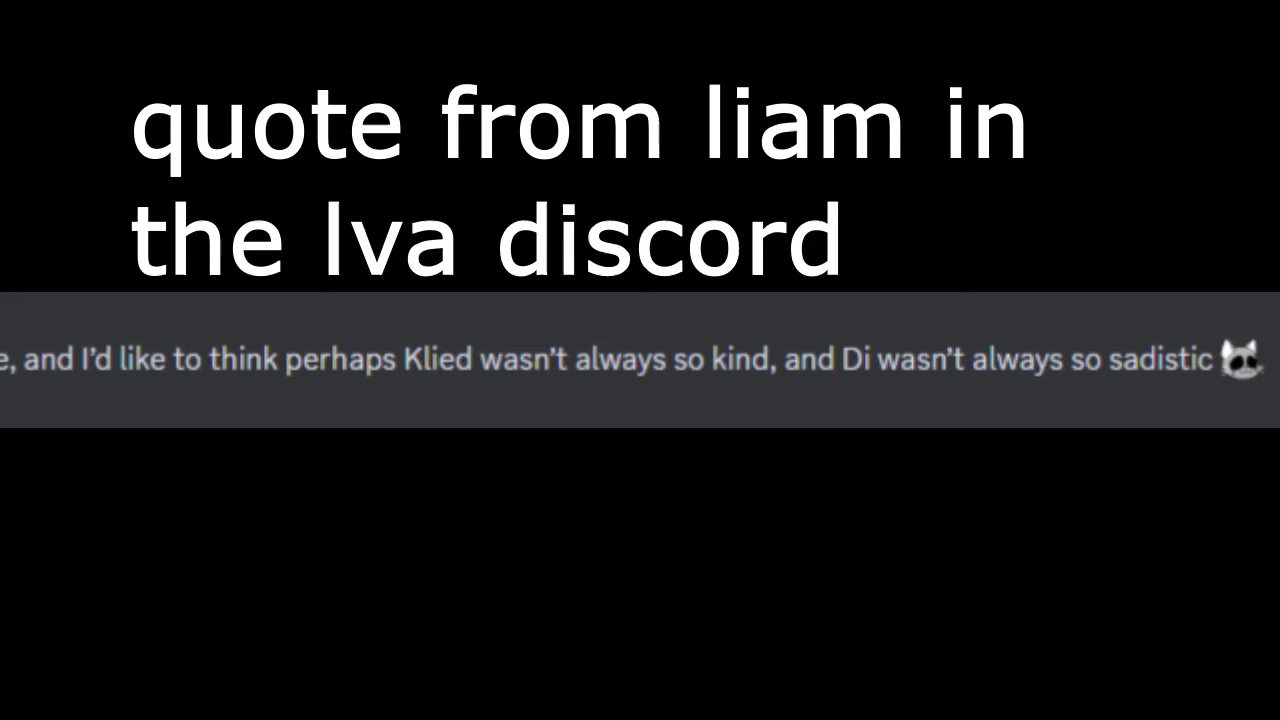 quote from liam in
the lva discord
e, and I’d like to think perhaps Klied wasn’t always so kind, and Di wasn’t always so sadistic